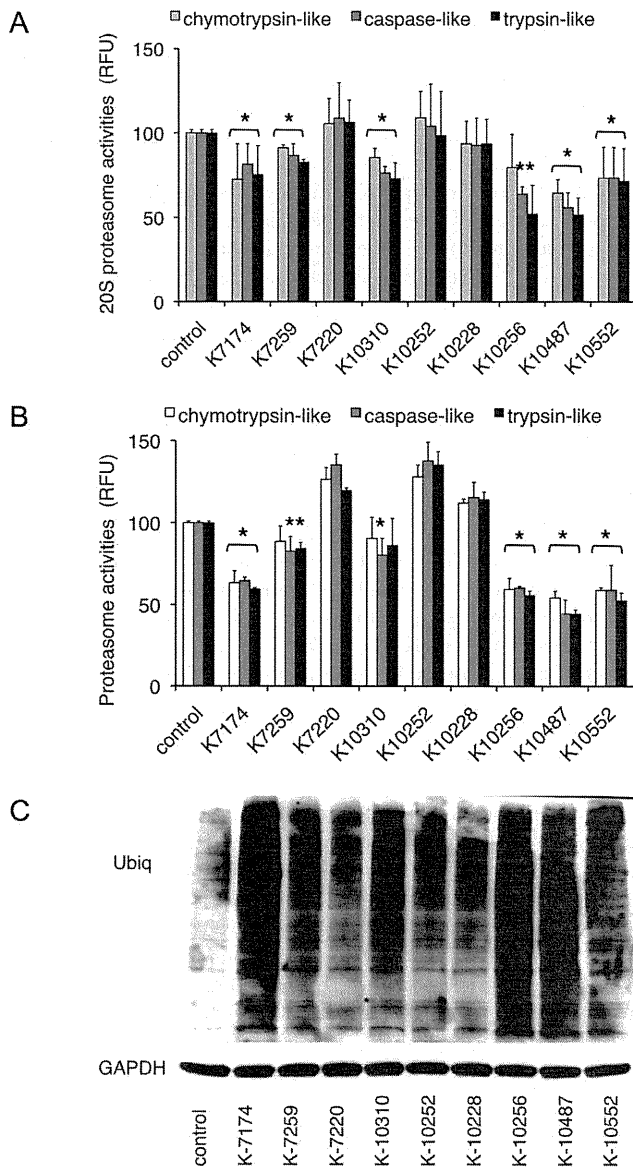 A
chymotrypsin-like caspase-like trypsin-like
20S proteasome activities (RFU)
150
100
50
0
* * * ** * *
control K7174 K7259 K7220 K10310 K10252 K10228 K10256 K10487 K10552
B
chymotrypsin-like caspase-like trypsin-like
Proteasome activities (RFU)
150
100
50
0
* ** * * * *
control K7174 K7259 K7220 K10310 K10252 K10228 K10256 K10487 K10552
C
Ubiq
GAPDH
control K-7174 K-7259 K-7220 K-10310 K-10252 K-10228 K-10256 K-10487 K-10552